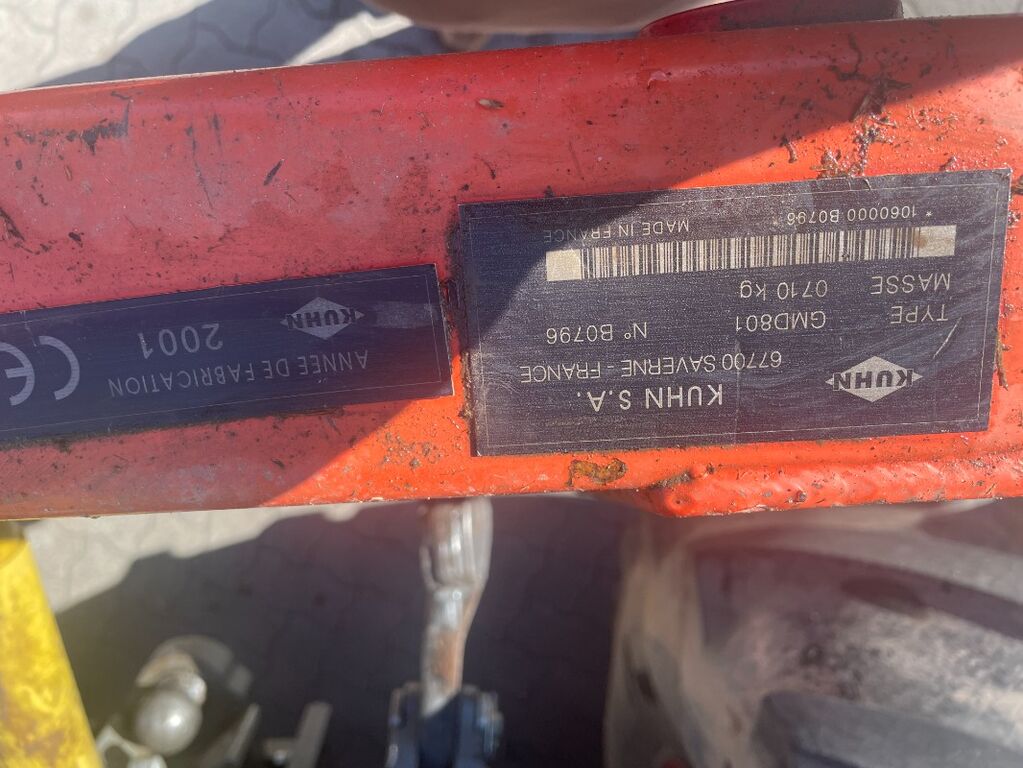 KUHN
KUHN S.A.
67700 SAVERNE - FRANCE
TYPE GMD801 N° B0796
MASSE 0710 kg
MADE IN FRANCE
*1060000 B0796*
ANNÉE DE FABRICATION
KUHN 2001
CE